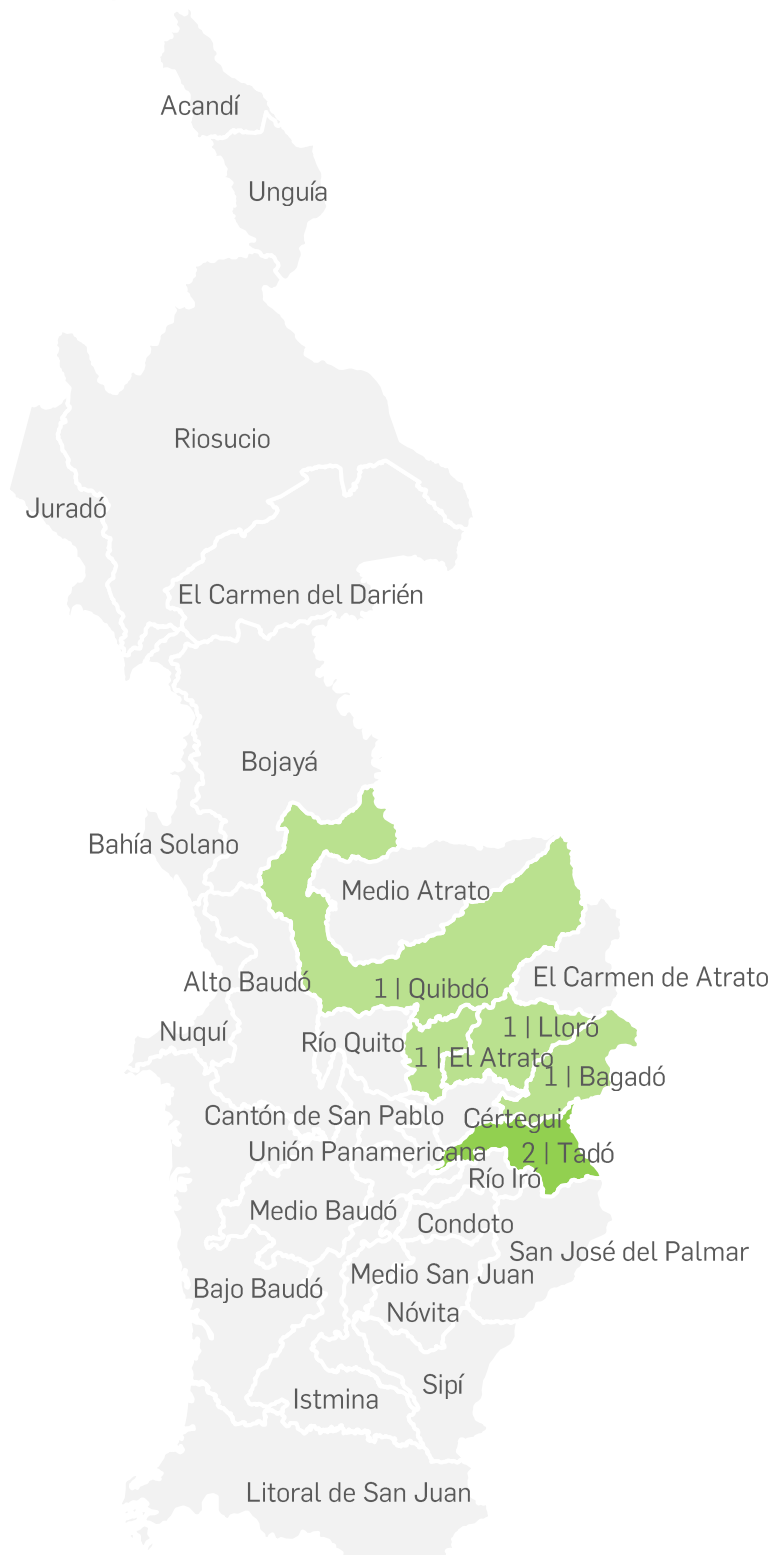 Acandí
Unguía
Riosucio
Juradó
El Carmen del Darién
Bojayá
Bahía Solano
Medio Atrato
El Carmen de Atrato
Alto Baudó
1 | Quibdó
1 | Lloró
Nuquí
Río Quito
1 | El Atrato
1 | Bagadó
Cantón de San Pablo
Cértegui
Unión Panamericana
2 | Tadó
Río Iró
Medio Baudó
Condoto
San José del Palmar
Medio San Juan
Bajo Baudó
Nóvita
Sipí
Istmina
Litoral de San Juan